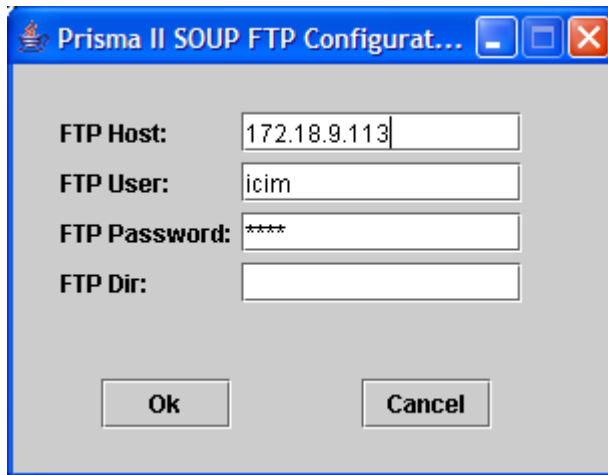 Prisma II SOUP FTP Configurat...
FTP Host: 172.18.9.113
FTP User: icim
FTP Password: ****
FTP Dir:
Ok Cancel